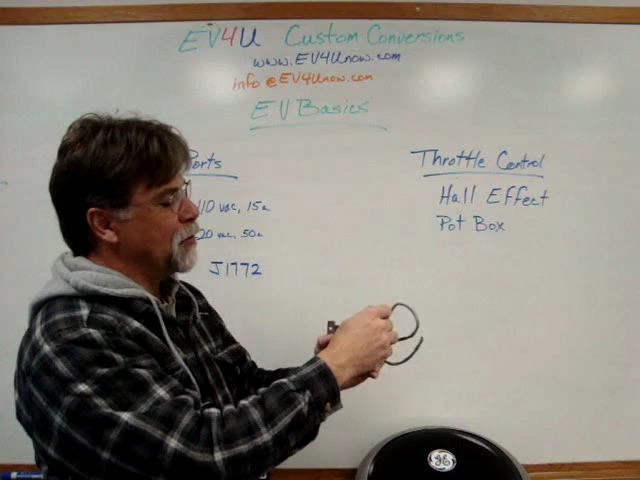 EV4U Custom Conversions
www.EV4Unow.com
info@EV4Unow.com
EV Basics
Ports
110 vac, 15a
20 vac, 50a
J1772
Throttle Control
Hall Effect
Pot Box
GE